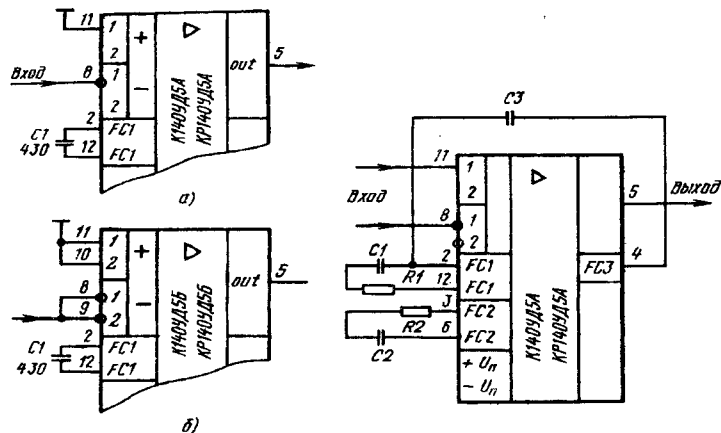 11 1 + ▷ out 5
2
Вход 8 1 −
2
2 FC1
C1 430
12 FC1
К140УД5А
КР140УД5А
а)
11 1 + ▷ out 5
10 2
8 1 −
9 2
2 FC1
C1 430
12 FC1
К140УД5Б
КР140УД5Б
б)
C3
11 1 ▷
2 5 Выход
Вход 8 1
2 4
C1 2 FC1 FC3
R1 12 FC1
3 FC2
R2 6 FC2
C2
+ Uп
− Uп
К140УД5А
КР140УД5А